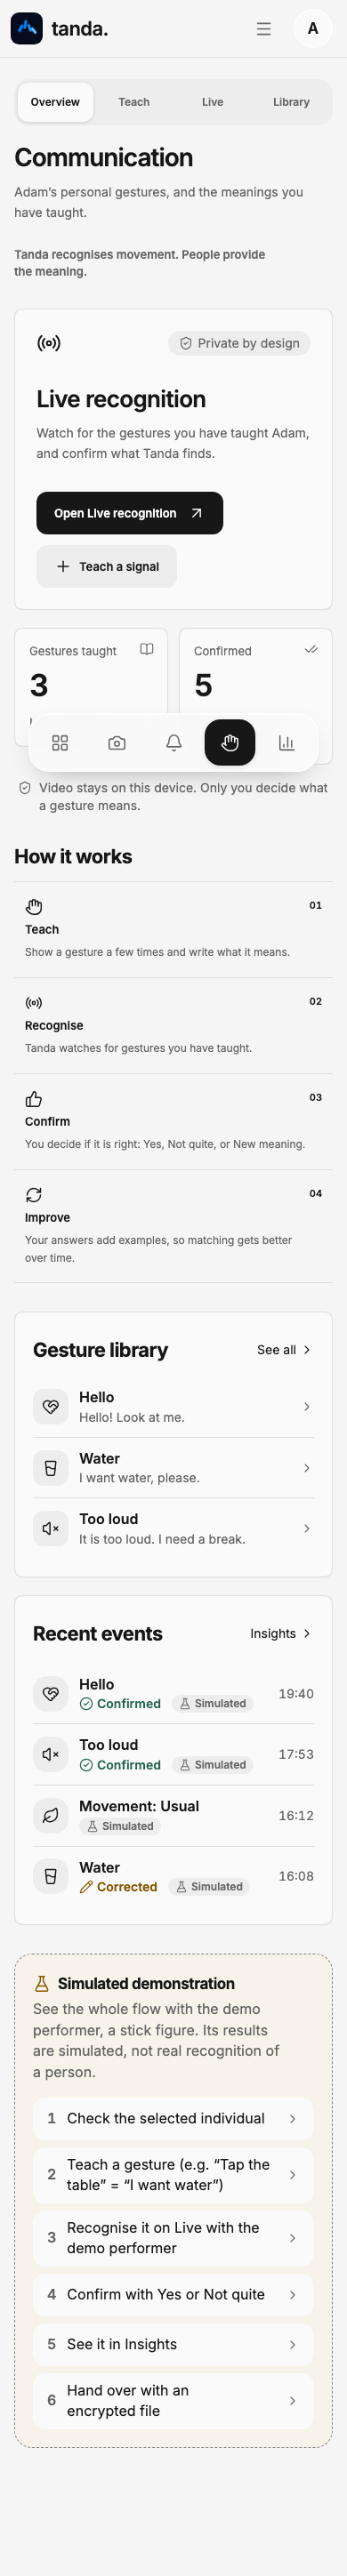 tanda.
A
Overview
Teach
Live
Library
Communication
Adam's personal gestures, and the meanings you
have taught.
Tanda recognises movement. People provide
the meaning.
Private by design
Live recognition
Watch for the gestures you have taught Adam,
and confirm what Tanda finds.
Open Live recognition
Teach a signal
Gestures taught
3
Confirmed
5
Video stays on this device. Only you decide what
a gesture means.
How it works
01
Teach
Show a gesture a few times and write what it means.
02
Recognise
Tanda watches for gestures you have taught.
03
Confirm
You decide if it is right: Yes, Not quite, or New meaning.
04
Improve
Your answers add examples, so matching gets better
over time.
Gesture library
See all
Hello
Hello! Look at me.
Water
I want water, please.
Too loud
It is too loud. I need a break.
Recent events
Insights
Hello
Confirmed Simulated
19:40
Too loud
Confirmed Simulated
17:53
Movement: Usual
Simulated
16:12
Water
Corrected Simulated
16:08
Simulated demonstration
See the whole flow with the demo
performer, a stick figure. Its results
are simulated, not real recognition of
a person.
1 Check the selected individual
2 Teach a gesture (e.g. “Tap the
table” = “I want water”)
3 Recognise it on Live with the
demo performer
4 Confirm with Yes or Not quite
5 See it in Insights
6 Hand over with an
encrypted file